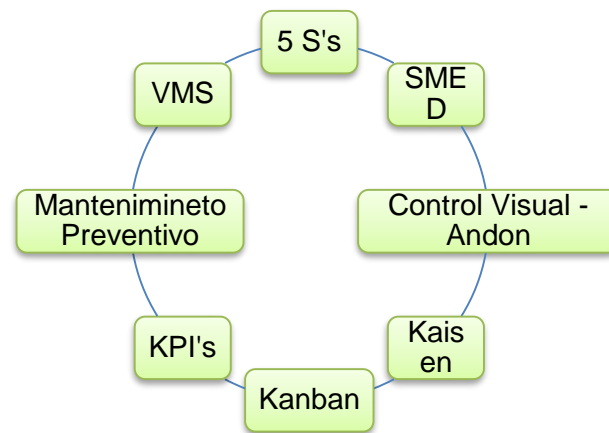 5 S's
SME
D
Control Visual -
Andon
Kais
en
Kanban
KPI's
Mantenimineto
Preventivo
VMS